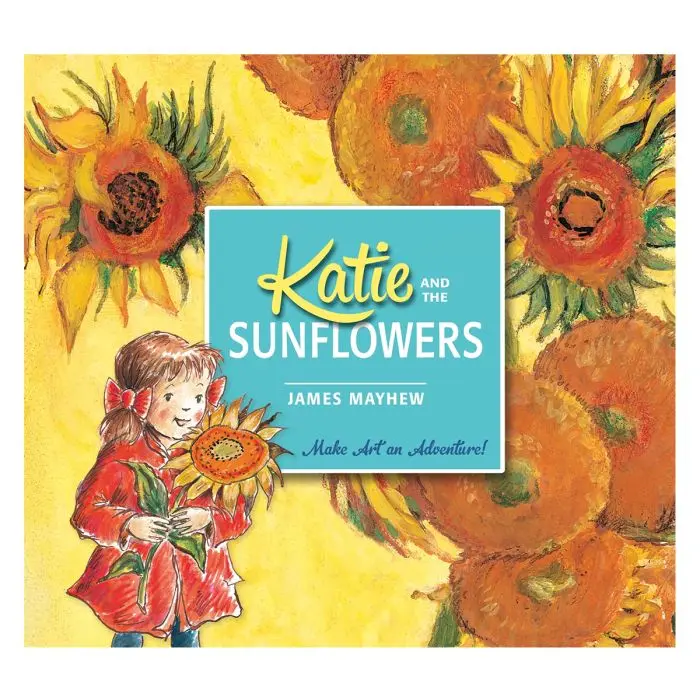 Katie AND THE
SUNFLOWERS
JAMES MAYHEW
Make Art an Adventure!